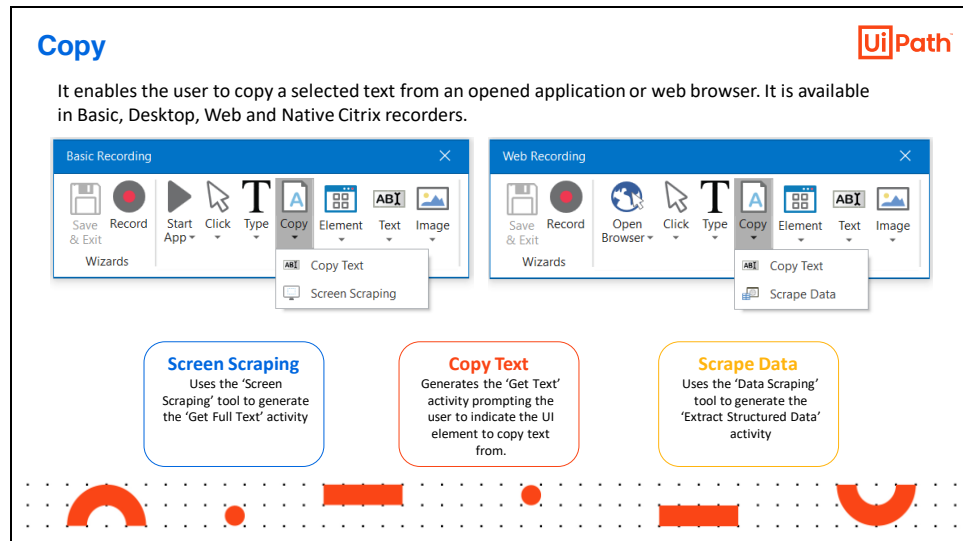 Copy
UiPath
It enables the user to copy a selected text from an opened application or web browser. It is available
in Basic, Desktop, Web and Native Citrix recorders.
Basic Recording
Save & Exit
Record
Start App
Click
Type
Copy
Element
Text
Image
Wizards
Copy Text
Screen Scraping
Web Recording
Save & Exit
Record
Open Browser
Click
Type
Copy
Element
Text
Image
Wizards
Copy Text
Scrape Data
Screen Scraping
Uses the ‘Screen
Scraping’ tool to generate
the ‘Get Full Text’ activity
Copy Text
Generates the ‘Get Text’
activity prompting the
user to indicate the UI
element to copy text
from.
Scrape Data
Uses the ‘Data Scraping’
tool to generate the
‘Extract Structured Data’
activity